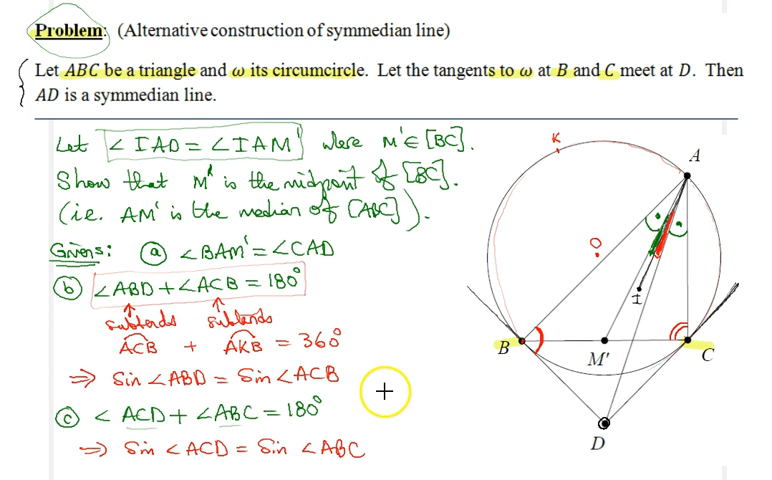 Problem: (Alternative construction of symmedian line)
Let ABC be a triangle and ω its circumcircle. Let the tangents to ω at B and C meet at D. Then
AD is a symmedian line.
Let ∠IAD = ∠IAM' where M' ∈ [BC].
Show that M' is the midpoint of [BC].
(i.e. AM' is the median of [ABC]).
Givens: (a) ∠BAM' = ∠CAD
(b) ∠ABD + ∠ACB = 180°
subtends subtends
ACB + AKB = 360°
⇒ Sin ∠ABD = Sin ∠ACB
(c) ∠ACD + ∠ABC = 180°
⇒ Sin ∠ACD = Sin ∠ABC
K
A
O
I
B
M'
C
D